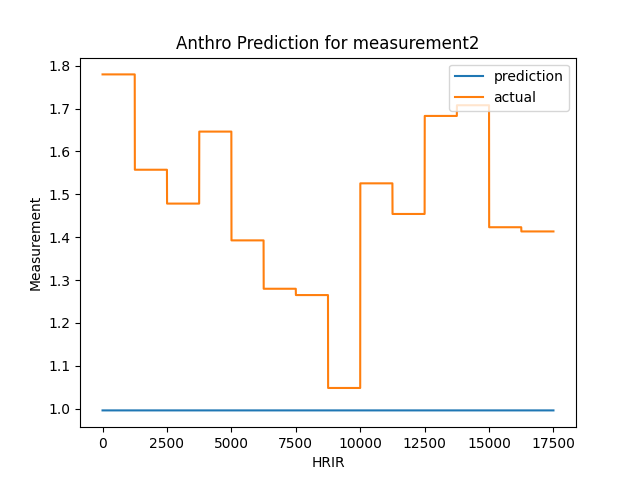 Anthro Prediction for measurement2
prediction
actual
1.8
1.7
1.6
1.5
1.4
1.3
1.2
1.1
1.0
Measurement
0 2500 5000 7500 10000 12500 15000 17500
HRIR